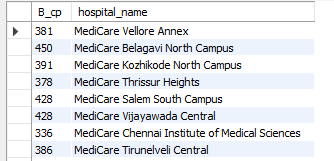 B_cp hospital_name
381 MediCare Vellore Annex
450 MediCare Belagavi North Campus
391 MediCare Kozhikode North Campus
378 MediCare Thrissur Heights
428 MediCare Salem South Campus
428 MediCare Vijayawada Central
336 MediCare Chennai Institute of Medical Sciences
386 MediCare Tirunelveli Central